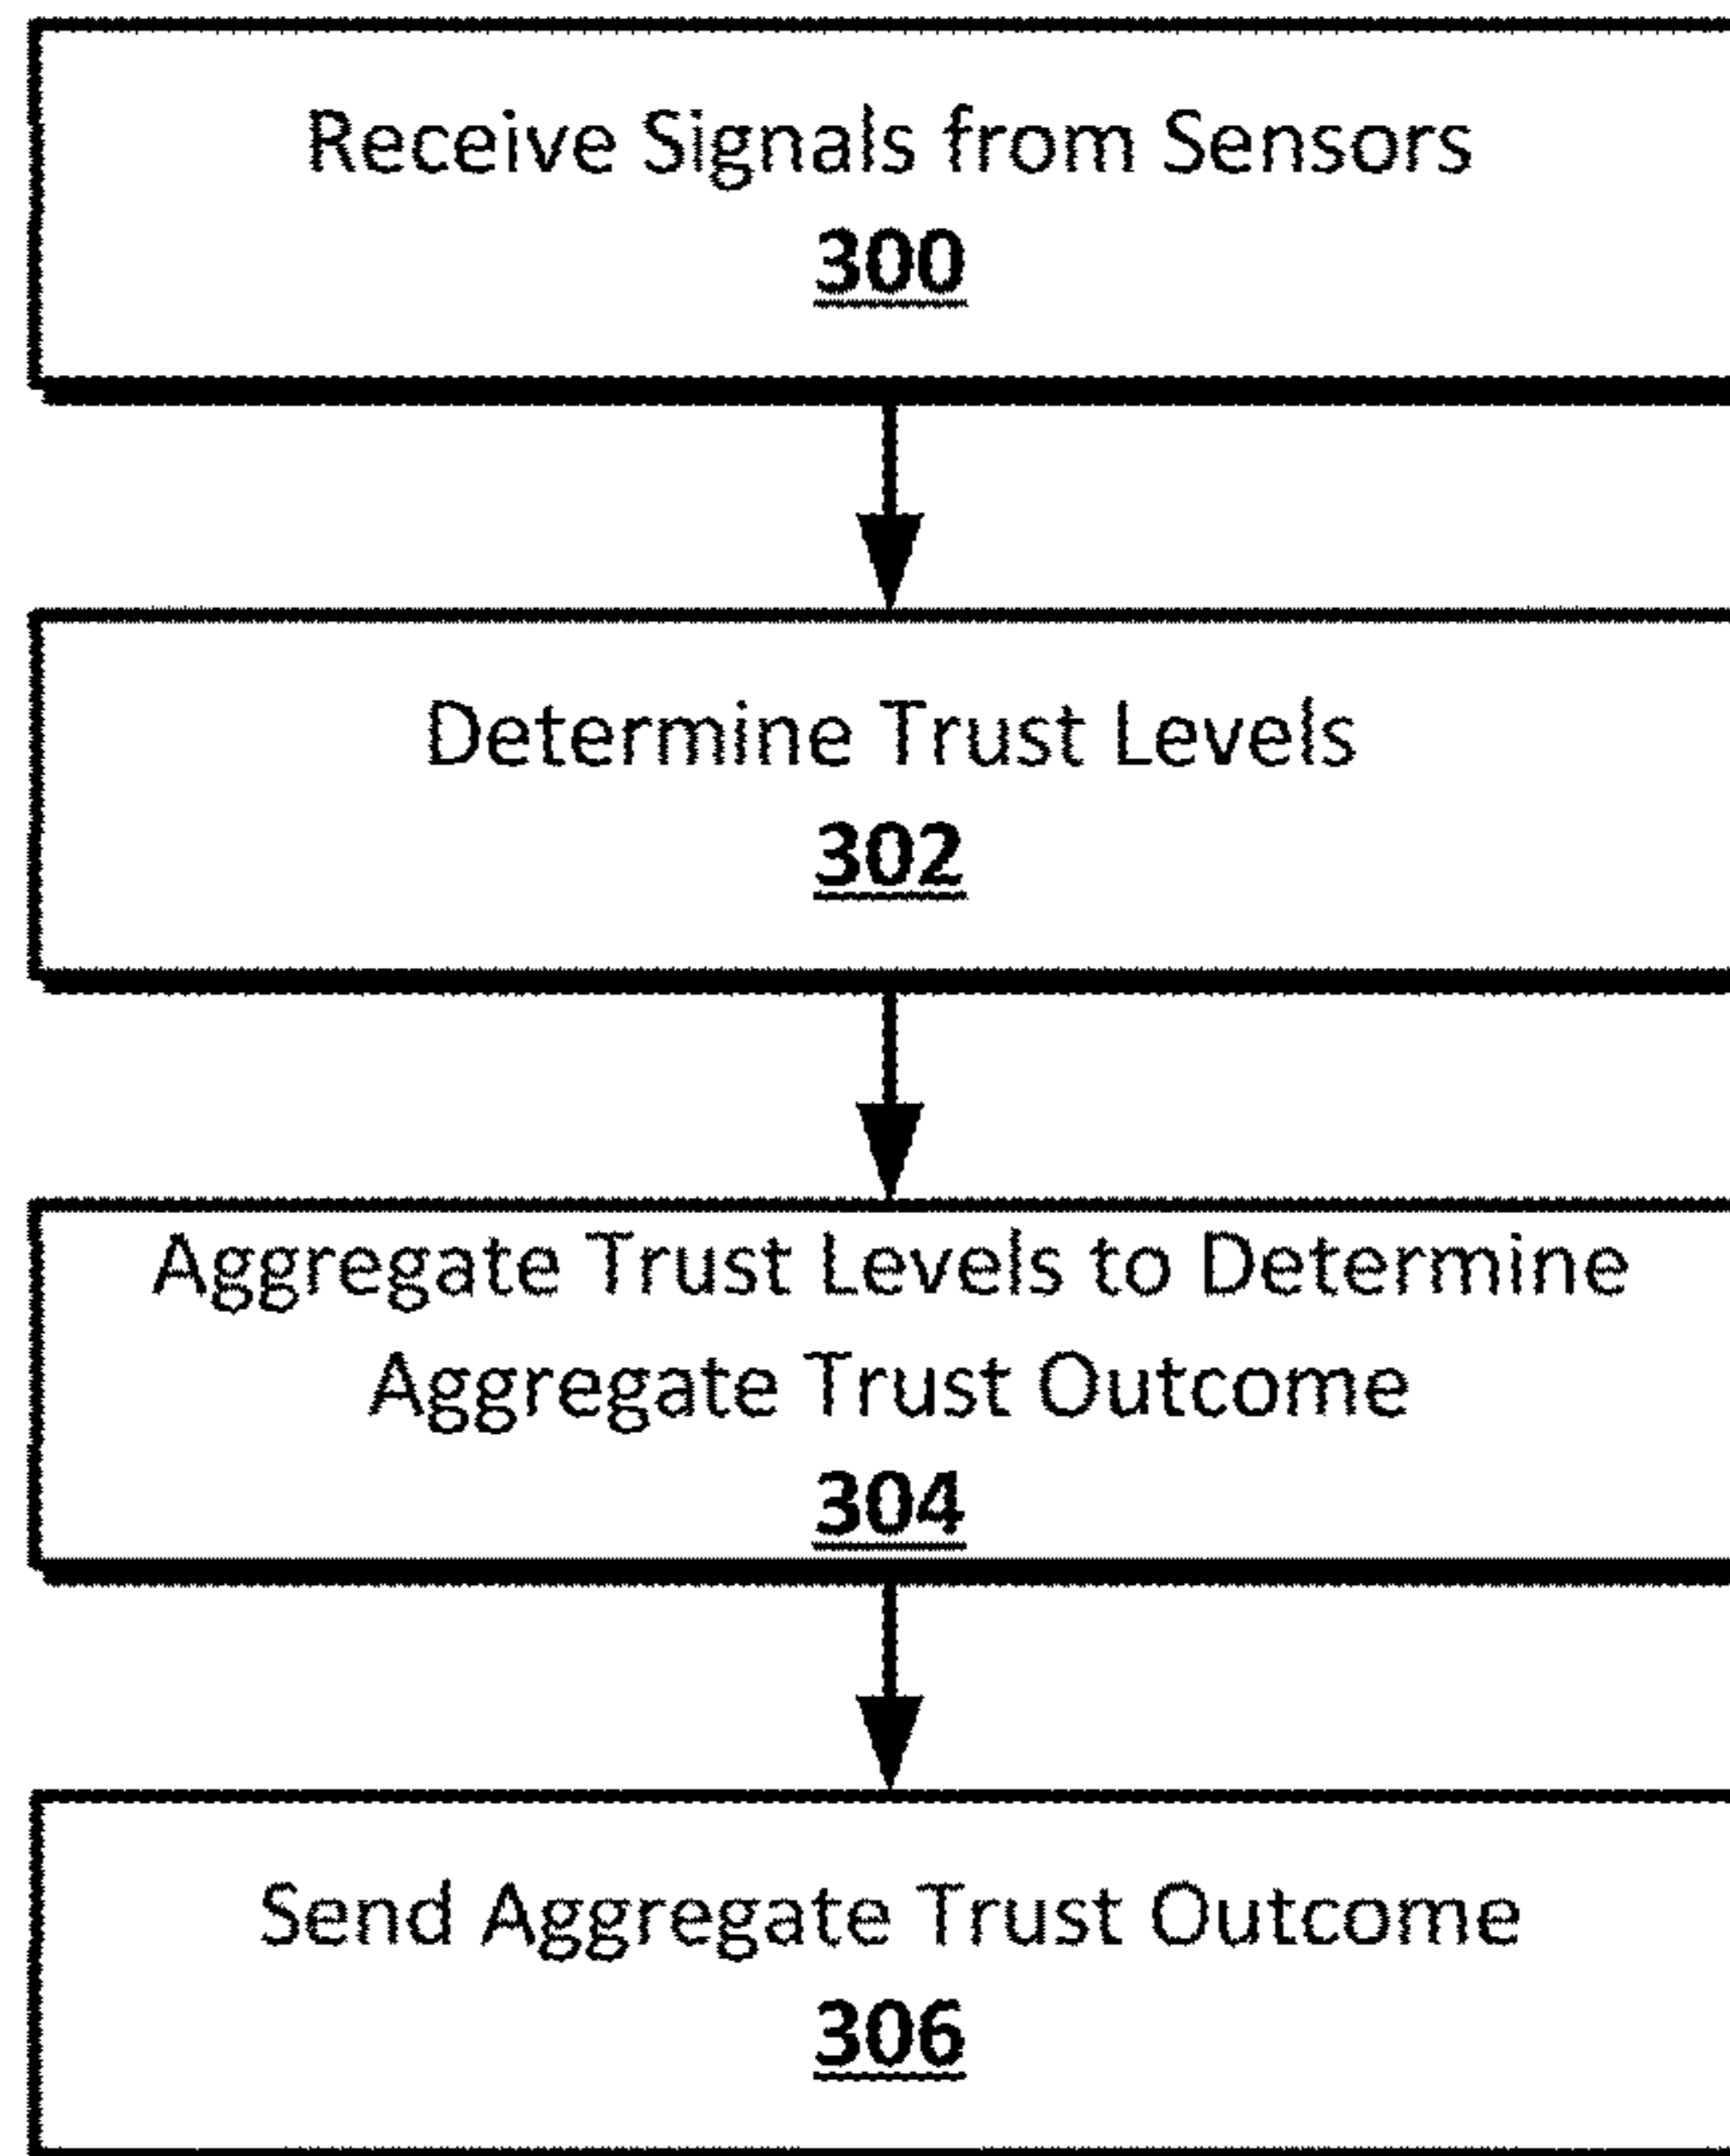 Receive Signals from Sensors
300
Determine Trust Levels
302
Aggregate Trust Levels to Determine
Aggregate Trust Outcome
304
Send Aggregate Trust Outcome
306